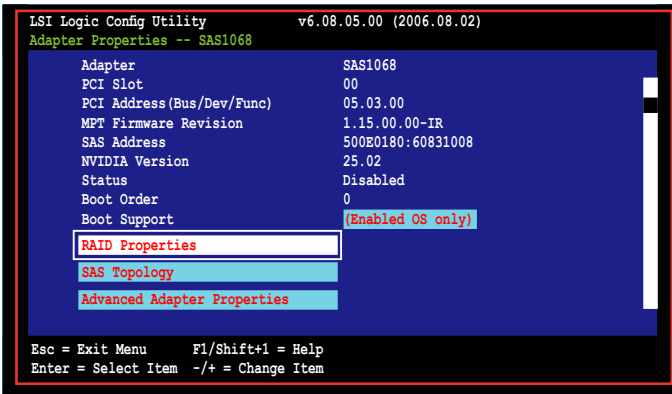 LSI Logic Config Utility v6.08.05.00 (2006.08.02)
Adapter Properties -- SAS1068
Adapter SAS1068
PCI Slot 00
PCI Address(Bus/Dev/Func) 05.03.00
MPT Firmware Revision 1.15.00.00-IR
SAS Address 500E0180:60831008
NVIDIA Version 25.02
Status Disabled
Boot Order 0
Boot Support (Enabled OS only)
RAID Properties
SAS Topology
Advanced Adapter Properties
Esc = Exit Menu F1/Shift+1 = Help
Enter = Select Item -/+ = Change Item